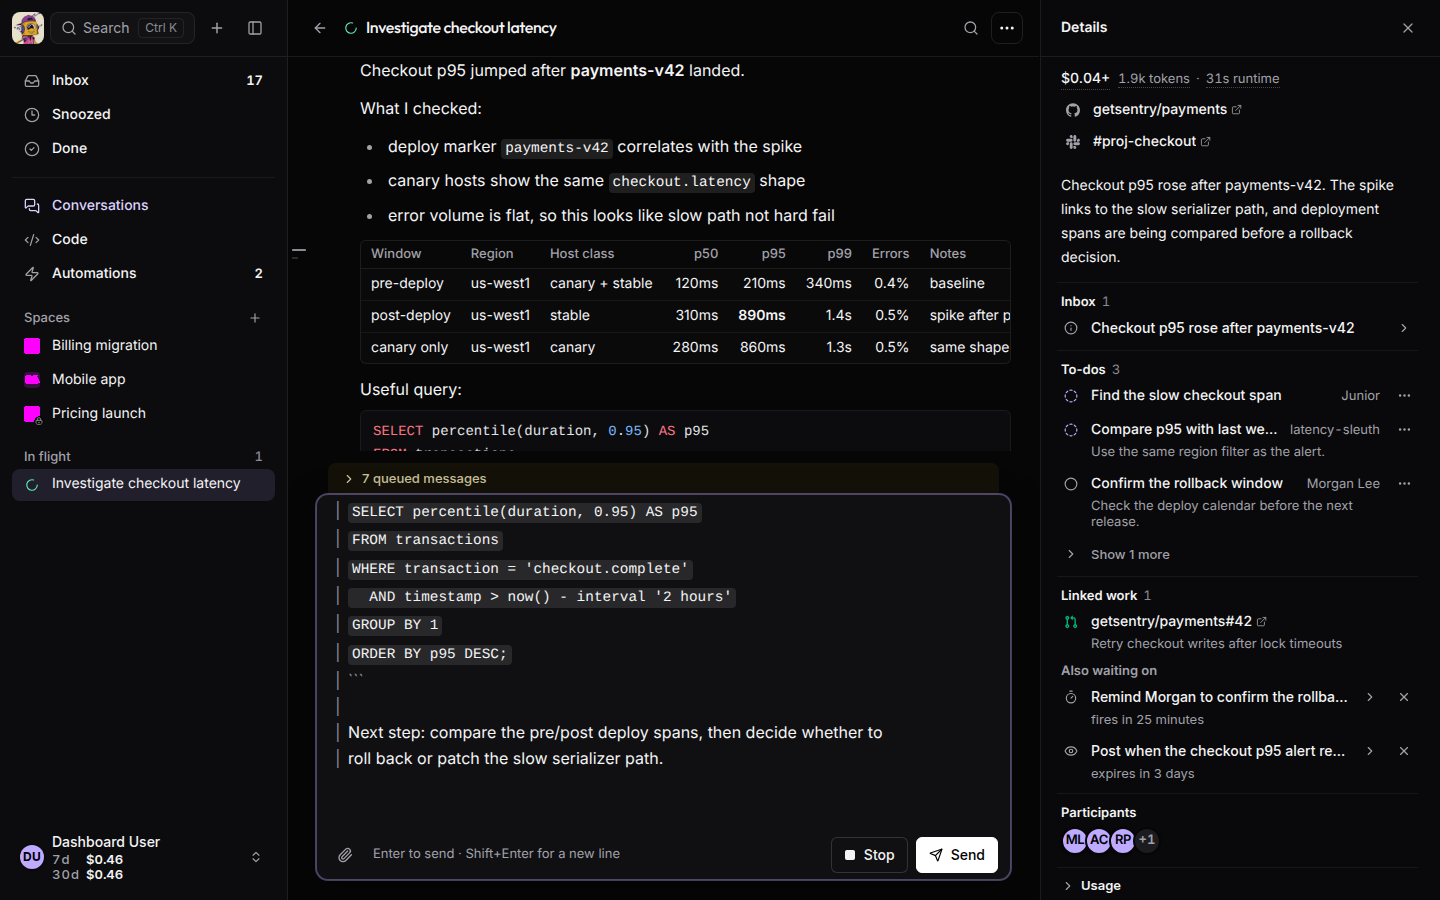 Search Ctrl K
Inbox 17
Snoozed
Done
Conversations
Code
Automations 2
Spaces
Billing migration
Mobile app
Pricing launch
In flight 1
Investigate checkout latency
DU
Dashboard User
7d $0.46
30d $0.46
Investigate checkout latency
Checkout p95 jumped after payments-v42 landed.
What I checked:
• deploy marker payments-v42 correlates with the spike
• canary hosts show the same checkout.latency shape
• error volume is flat, so this looks like slow path not hard fail
Window Region Host class p50 p95 p99 Errors Notes
pre-deploy us-west1 canary + stable 120ms 210ms 340ms 0.4% baseline
post-deploy us-west1 stable 310ms 890ms 1.4s 0.5% spike after p
canary only us-west1 canary 280ms 860ms 1.3s 0.5% same shape
Useful query:
SELECT percentile(duration, 0.95) AS p95
FROM transactions
7 queued messages
SELECT percentile(duration, 0.95) AS p95
FROM transactions
WHERE transaction = 'checkout.complete'
AND timestamp > now() - interval '2 hours'
GROUP BY 1
ORDER BY p95 DESC;
```
Next step: compare the pre/post deploy spans, then decide whether to
roll back or patch the slow serializer path.
Enter to send · Shift+Enter for a new line
Stop
Send
Details
$0.04+ 1.9k tokens · 31s runtime
getsentry/payments
#proj-checkout
Checkout p95 rose after payments-v42. The spike
links to the slow serializer path, and deployment
spans are being compared before a rollback
decision.
Inbox 1
Checkout p95 rose after payments-v42
To-dos 3
Find the slow checkout span Junior
Compare p95 with last we... latency-sleuth
Use the same region filter as the alert.
Confirm the rollback window Morgan Lee
Check the deploy calendar before the next
release.
Show 1 more
Linked work 1
getsentry/payments#42
Retry checkout writes after lock timeouts
Also waiting on
Remind Morgan to confirm the rollba...
fires in 25 minutes
Post when the checkout p95 alert re...
expires in 3 days
Participants
ML AC RP +1
Usage